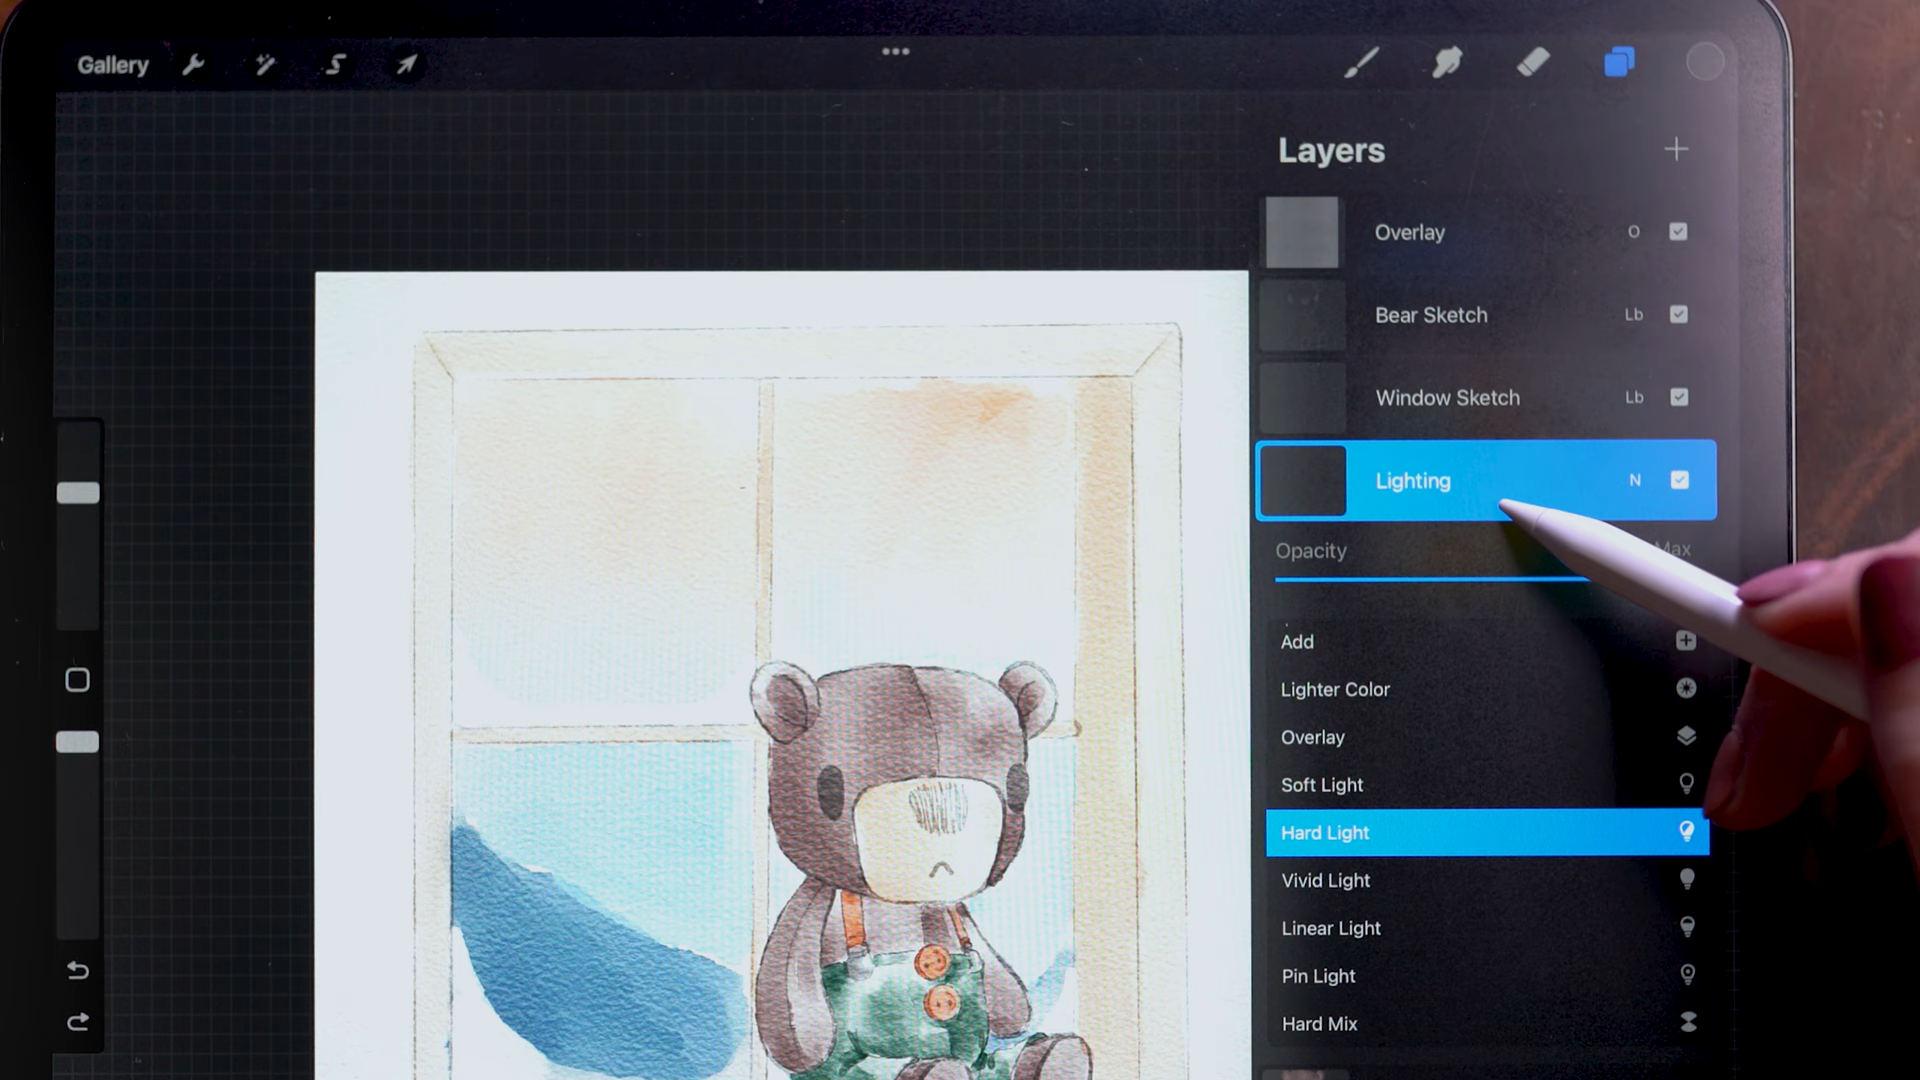 Gallery
Layers
Overlay O
Bear Sketch Lb
Window Sketch Lb
Lighting N
Opacity Max
Add
Lighter Color
Overlay
Soft Light
Hard Light
Vivid Light
Linear Light
Pin Light
Hard Mix